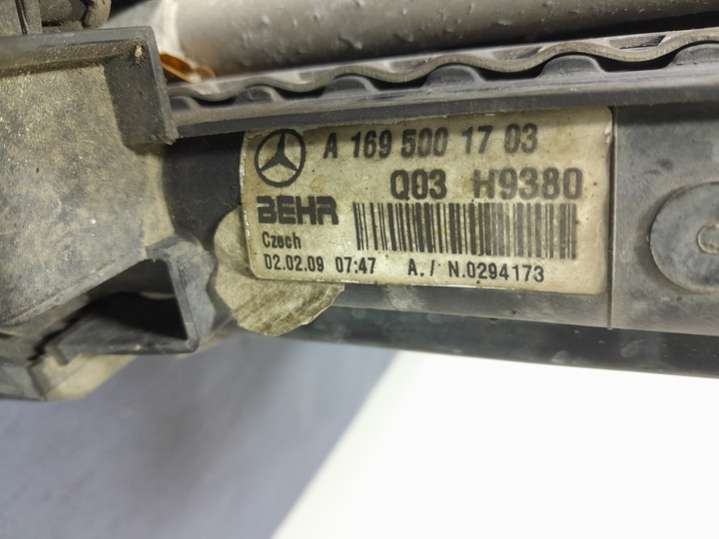 A 169 500 17 03
Q03 H9380
BEHR
Czech
02.02.09 07:47 A./ N.0294173